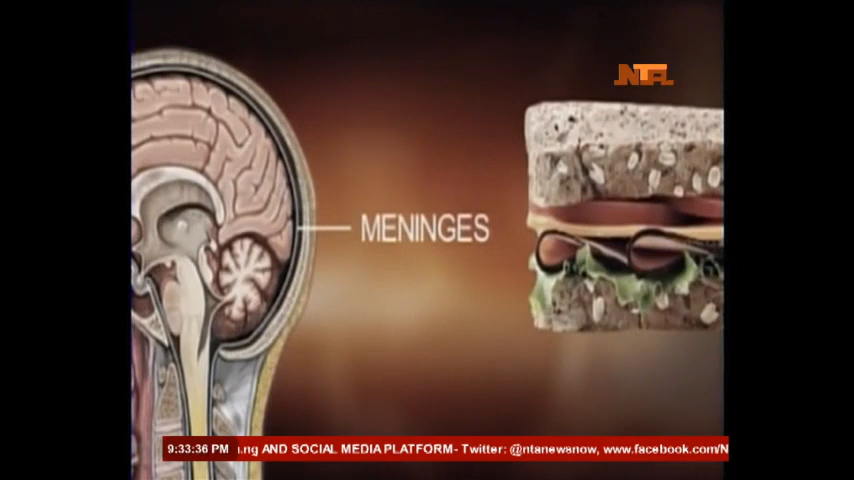 NTA
MENINGES
9:33:36 PM
.ng AND SOCIAL MEDIA PLATFORM- Twitter: @ntanewsnow, www.facebook.com/N